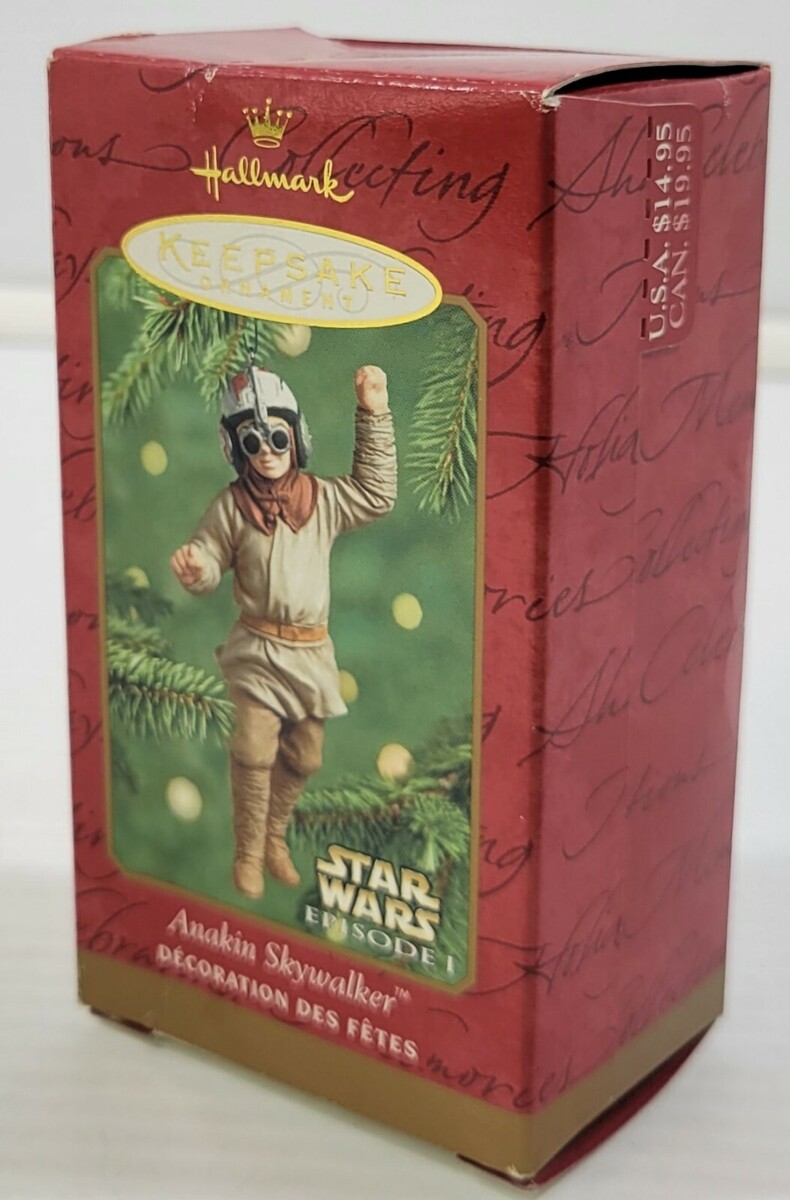 Hallmark
KEEPSAKE
ORNAMENT
STAR
WARS
EPISODE I
Anakin Skywalker™
DÉCORATION DES FÊTES
U.S.A. $14.95
CAN. $19.95
Collecting